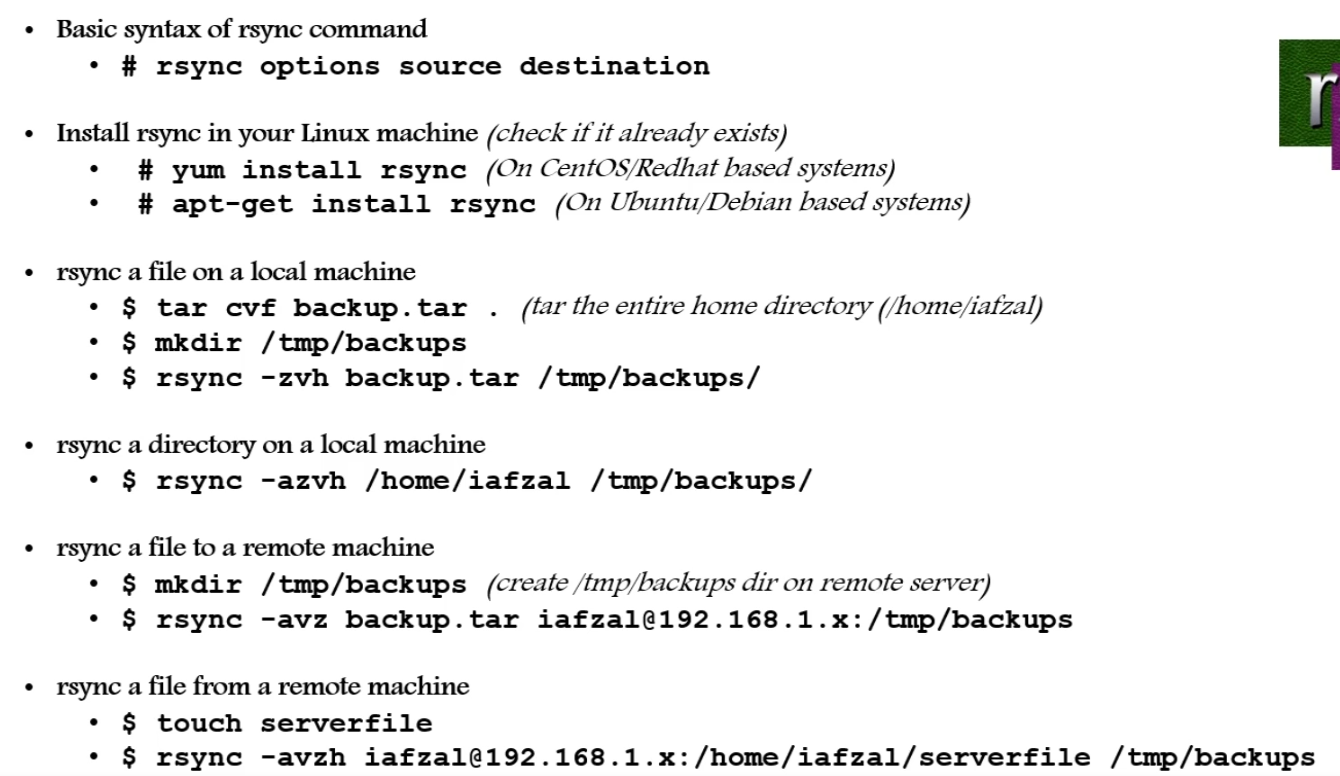 • Basic syntax of rsync command
• # rsync options source destination
• Install rsync in your Linux machine (check if it already exists)
• # yum install rsync (On CentOS/Redhat based systems)
• # apt-get install rsync (On Ubuntu/Debian based systems)
• rsync a file on a local machine
• $ tar cvf backup.tar . (tar the entire home directory (/home/iafzal)
• $ mkdir /tmp/backups
• $ rsync -zvh backup.tar /tmp/backups/
• rsync a directory on a local machine
• $ rsync -azvh /home/iafzal /tmp/backups/
• rsync a file to a remote machine
• $ mkdir /tmp/backups (create /tmp/backups dir on remote server)
• $ rsync -avz backup.tar iafzal@192.168.1.x:/tmp/backups
• rsync a file from a remote machine
• $ touch serverfile
• $ rsync -avzh iafzal@192.168.1.x:/home/iafzal/serverfile /tmp/backups
r